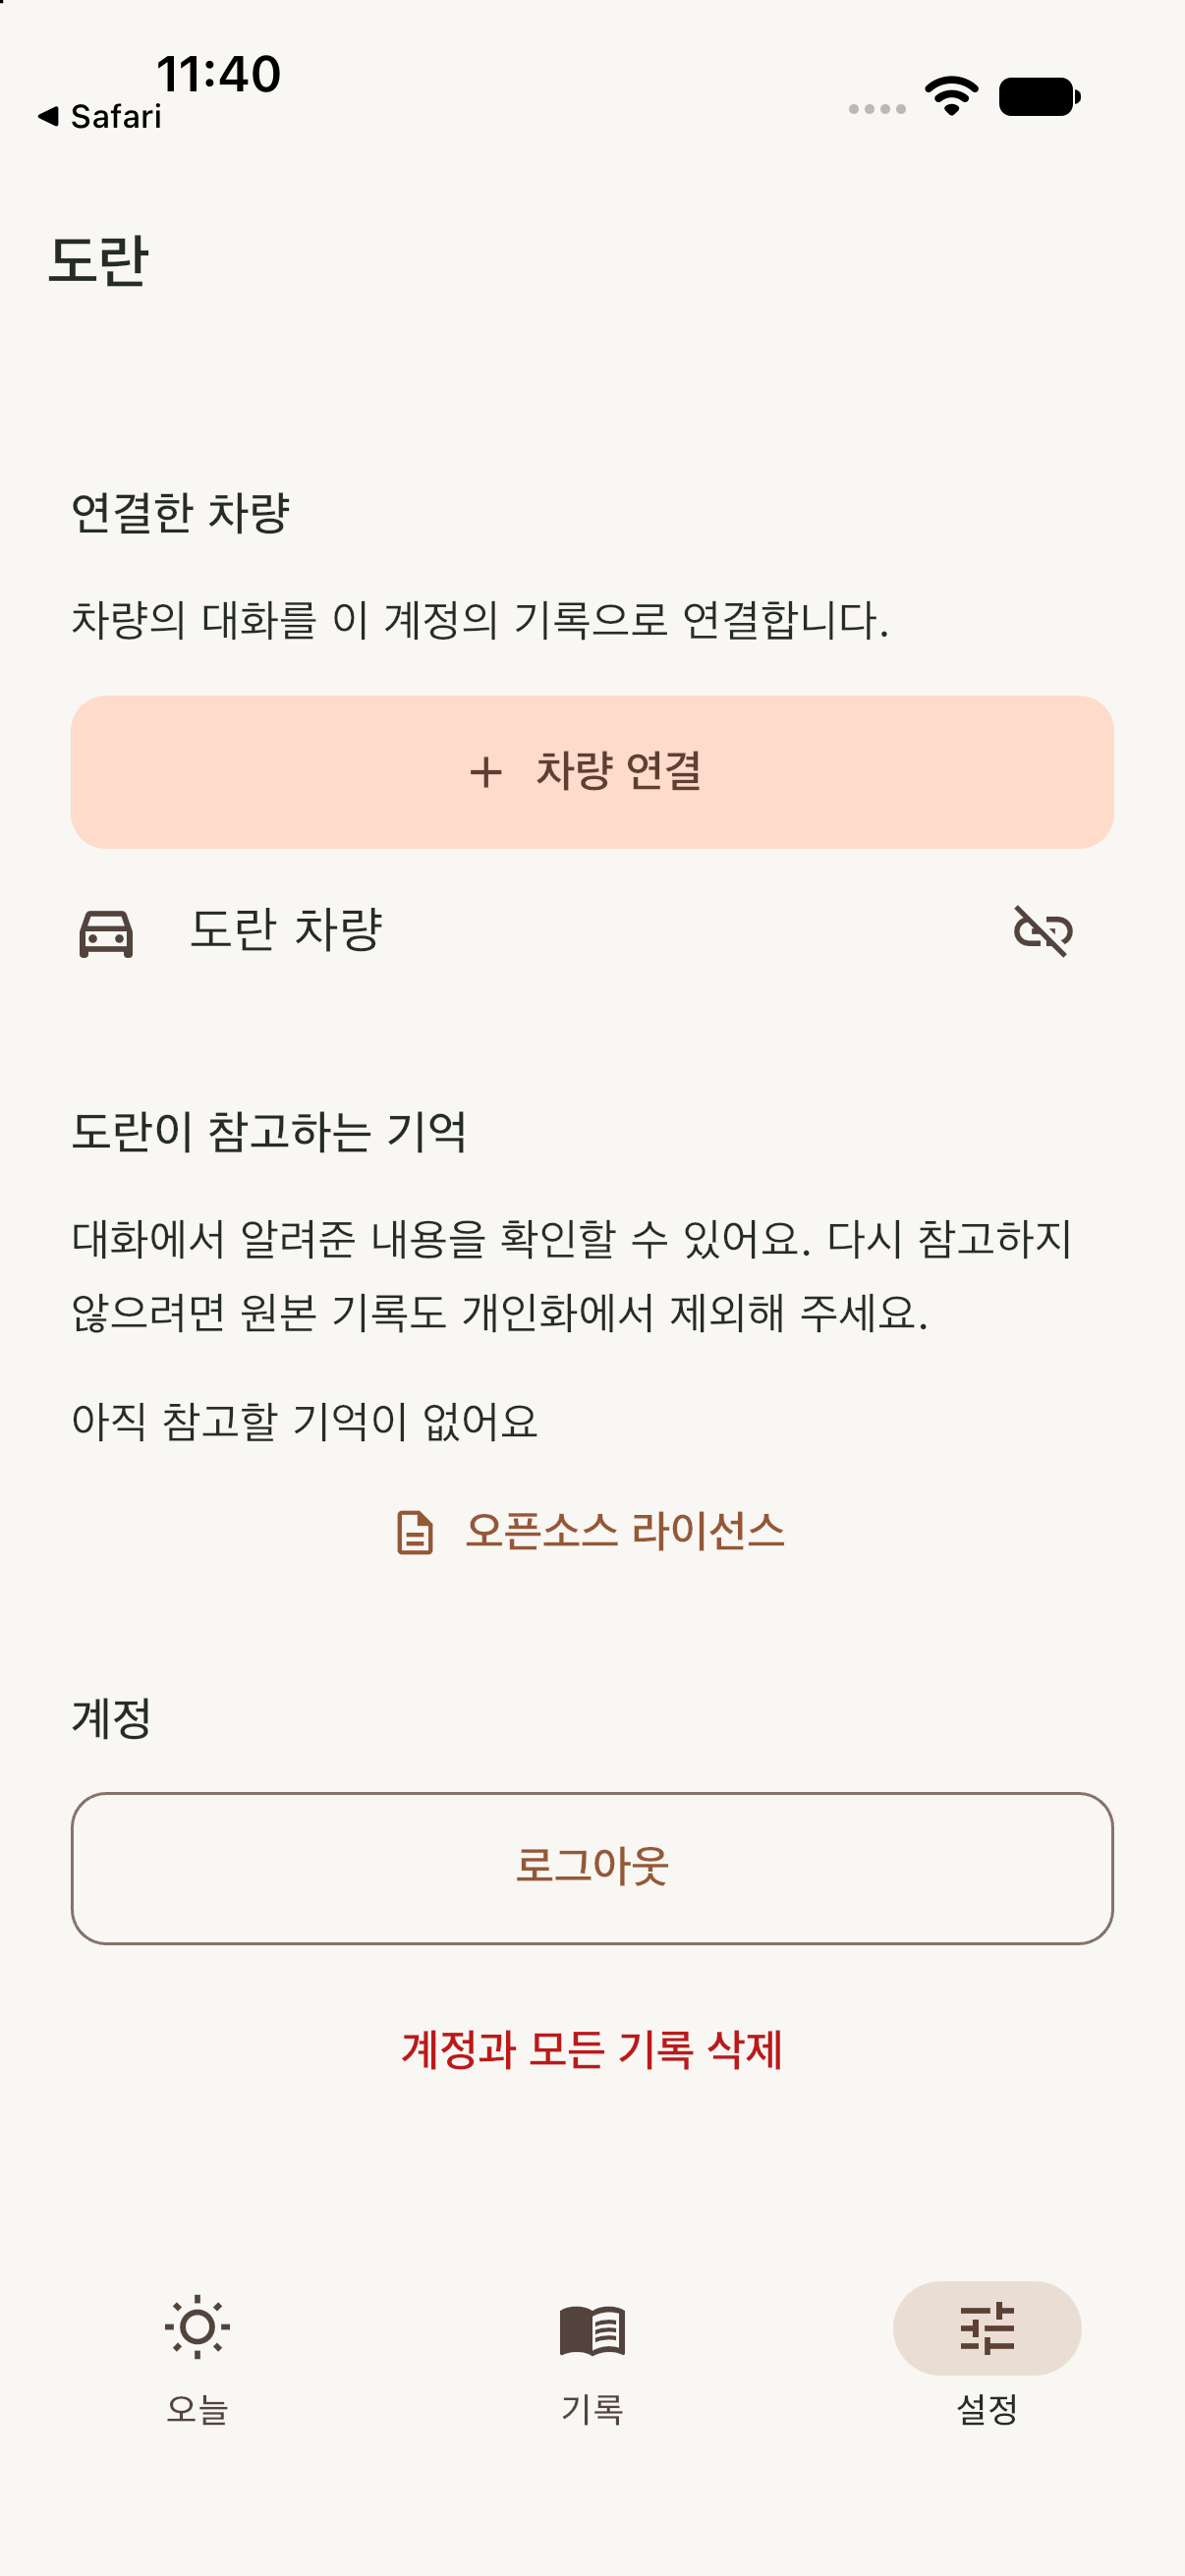 11:40
◀ Safari
도란
연결한 차량
차량의 대화를 이 계정의 기록으로 연결합니다.
+ 차량 연결
도란 차량
도란이 참고하는 기억
대화에서 알려준 내용을 확인할 수 있어요. 다시 참고하지
않으려면 원본 기록도 개인화에서 제외해 주세요.
아직 참고할 기억이 없어요
오픈소스 라이선스
계정
로그아웃
계정과 모든 기록 삭제
오늘
기록
설정